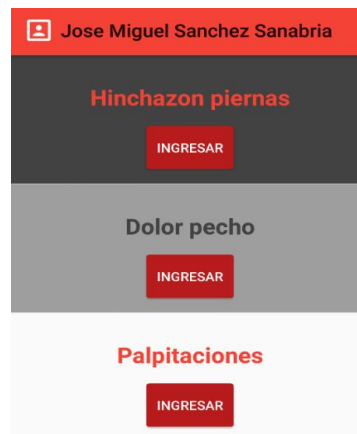 Jose Miguel Sanchez Sanabria
Hinchazon piernas
INGRESAR
Dolor pecho
INGRESAR
Palpitaciones
INGRESAR